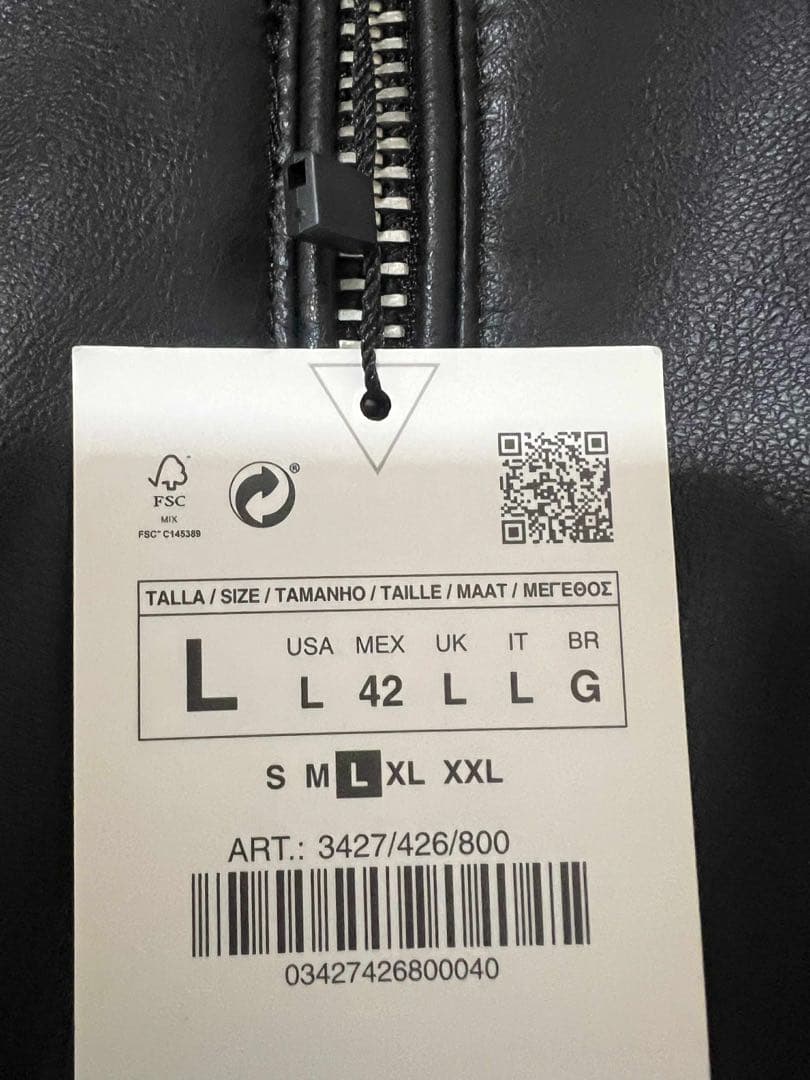 ®
FSC
MIX
FSC™ C145389
TALLA / SIZE / TAMANHO / TAILLE / MAAT / ΜΕΓΕΘΟΣ
L
USA MEX UK IT BR
L 42 L L G
S M L XL XXL
ART.: 3427/426/800
03427426800040